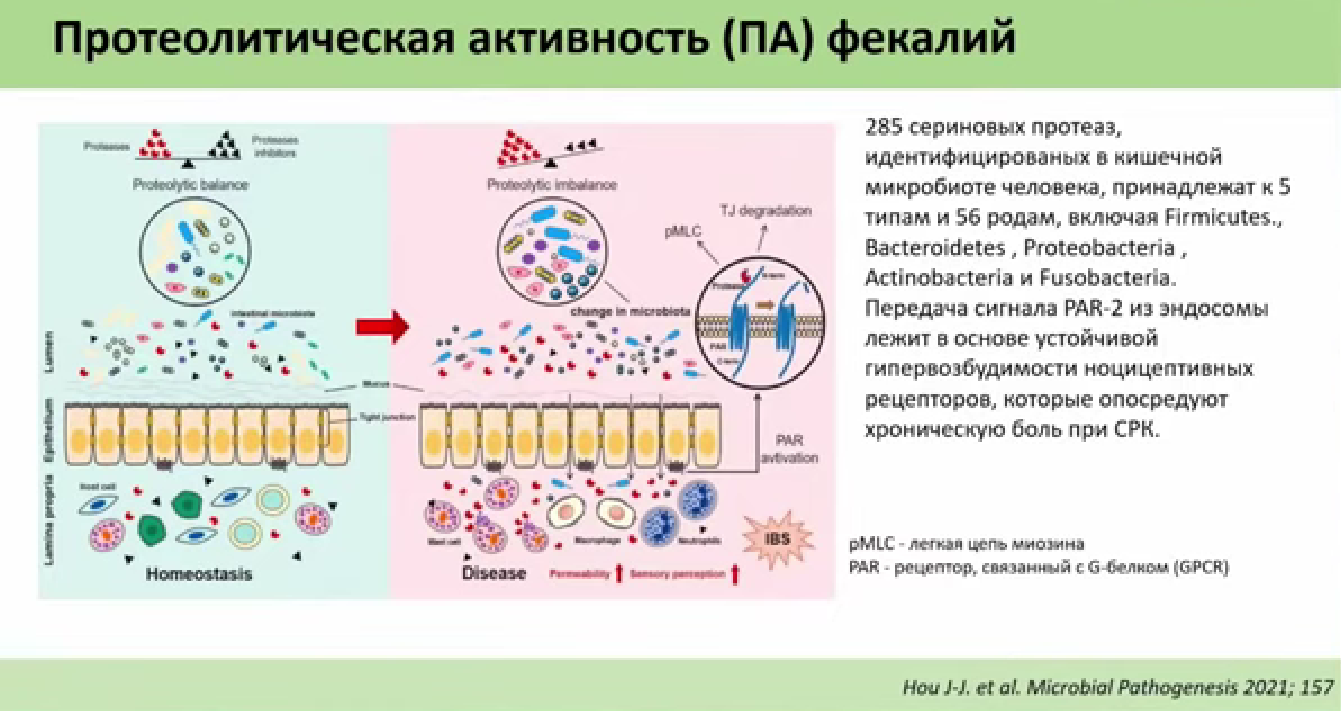 Протеолитическая активность (ПА) фекалий
Proteases
Proteases
inhibitors
Proteolytic balance
intestinal microbiota
Lumen
Epithelium
Lamina propria
Mucus
Tight junction
Host cell
Homeostasis
Proteolytic imbalance
change in microbiota
pMLC
TJ degradation
Protease
N-term
PAR
C-term
PAR
avtivation
Mast cell
Macrophage
Neutrophils
IBS
Disease
Permeability
Sensory perception
285 сериновых протеаз,
идентифицированых в кишечной
микробиоте человека, принадлежат к 5
типам и 56 родам, включая Firmicutes.,
Bacteroidetes , Proteobacteria ,
Actinobacteria и Fusobacteria.
Передача сигнала PAR-2 из эндосомы
лежит в основе устойчивой
гипервозбудимости ноцицептивных
рецепторов, которые опосредуют
хроническую боль при СРК.
pMLC - легкая цепь миозина
PAR - рецептор, связанный с G-белком (GPCR)
Hou J-J. et al. Microbial Pathogenesis 2021; 157